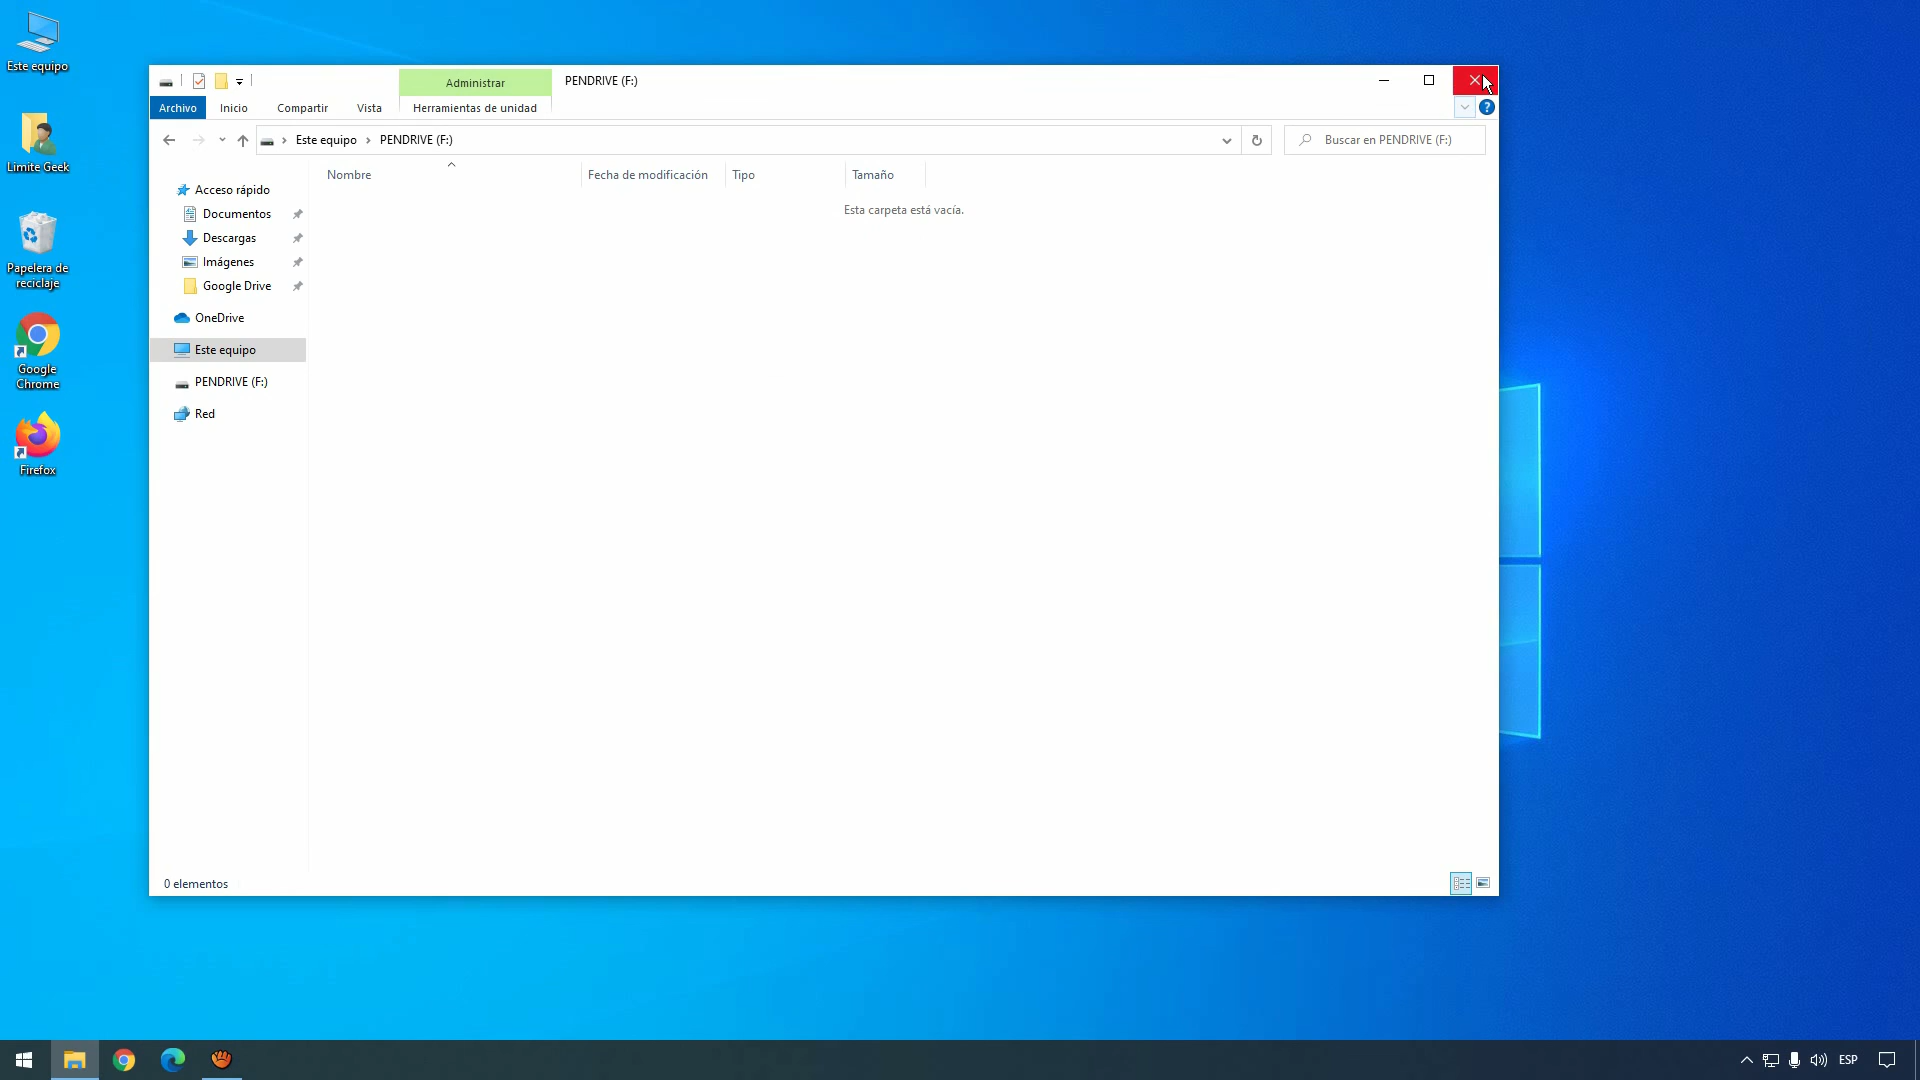 Este equipo
Limite Geek
Papelera de
reciclaje
Google
Chrome
Firefox
Administrar
PENDRIVE (F:)
Archivo
Inicio
Compartir
Vista
Herramientas de unidad
Este equipo
PENDRIVE (F:)
Buscar en PENDRIVE (F:)
Nombre
Fecha de modificación
Tipo
Tamaño
Esta carpeta está vacía.
Acceso rápido
Documentos
Descargas
Imágenes
Google Drive
OneDrive
Este equipo
PENDRIVE (F:)
Red
0 elementos
ESP